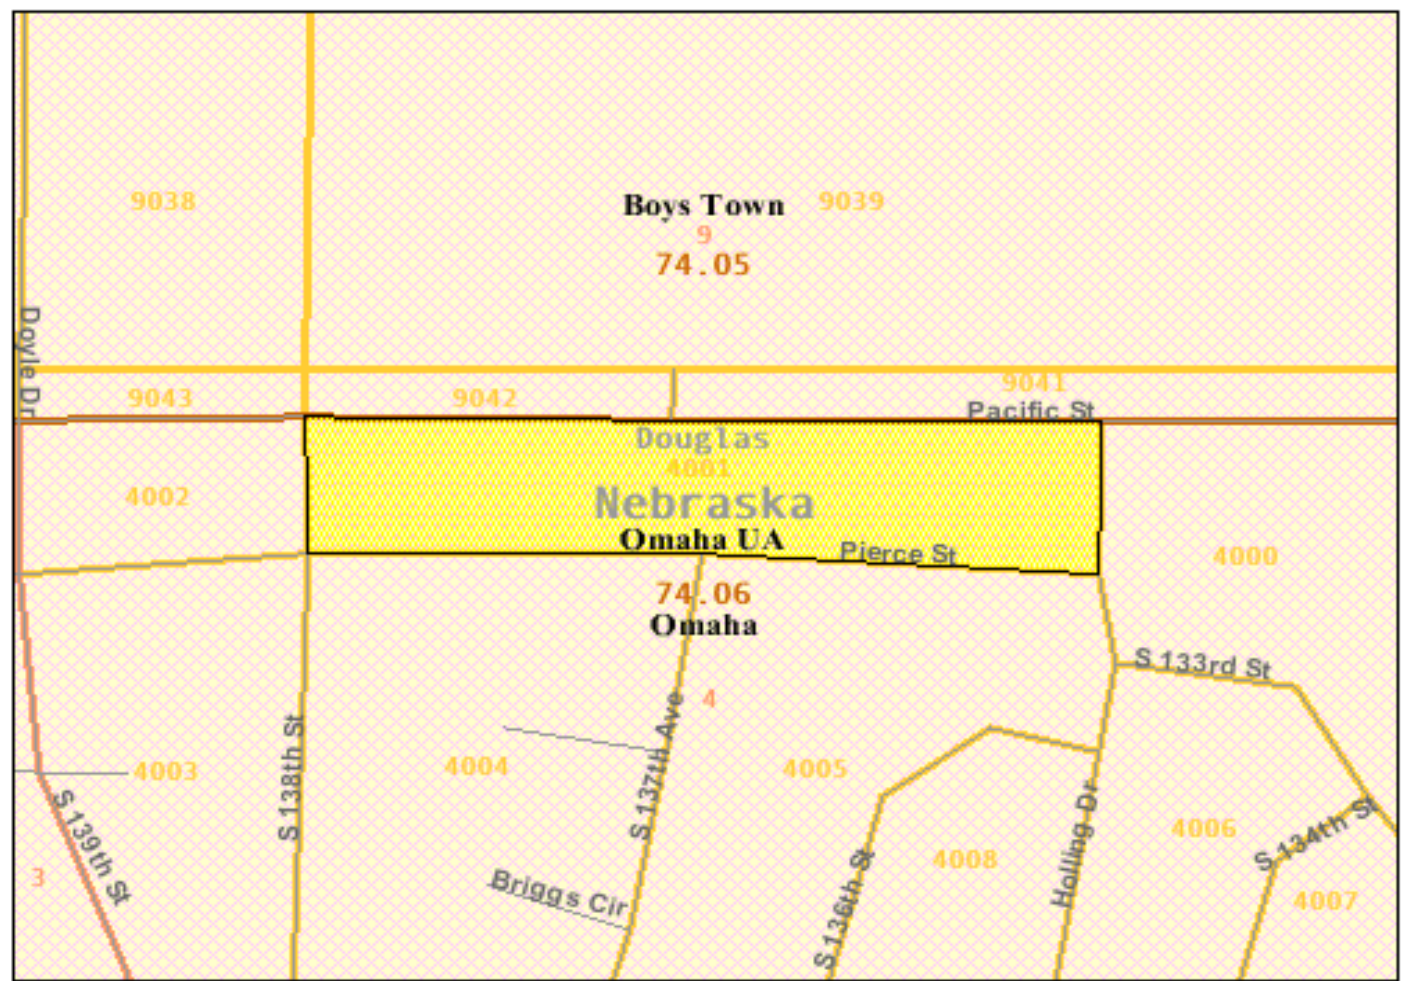 9038
Boys Town
9039
9
74.05
Doyle Dr
9043
9042
9041
Pacific St
Douglas
4001
4002
Nebraska
Omaha UA
Pierce St
4000
74.06
Omaha
S 133rd St
4
S 138th St
S 137th Ave
4003
4004
4005
S 139th St
Holling Dr
4006
S 134th St
3
Briggs Cir
S 136th St
4008
4007